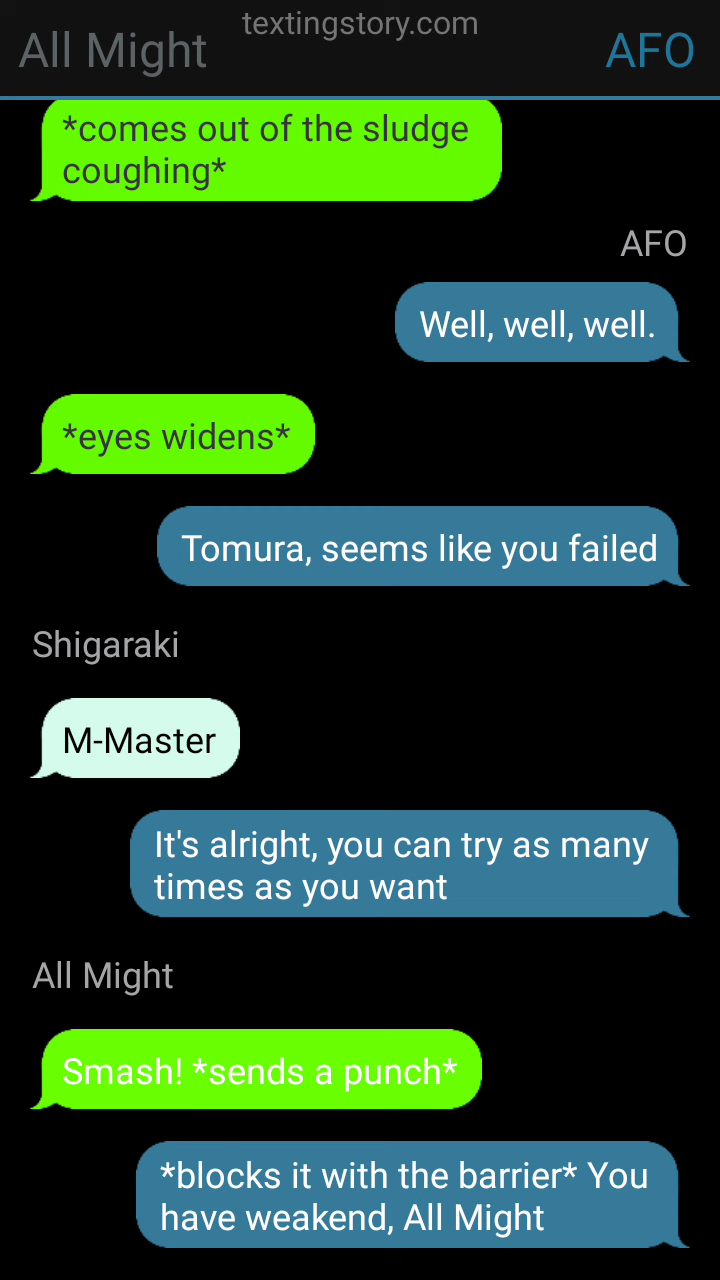 textingstory.com
All Might
AFO
*comes out of the sludge
coughing*
AFO
Well, well, well.
*eyes widens*
Tomura, seems like you failed
Shigaraki
M-Master
It's alright, you can try as many
times as you want
All Might
Smash! *sends a punch*
*blocks it with the barrier* You
have weakend, All Might